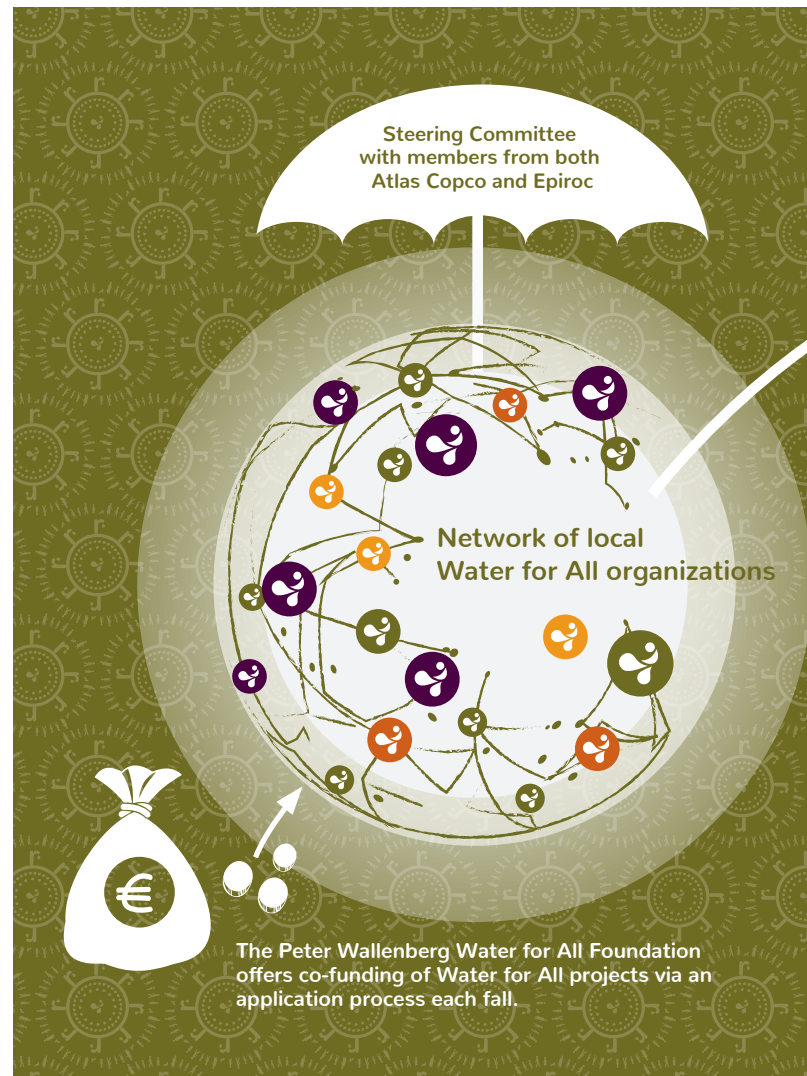 Steering Committee
with members from both
Atlas Copco and Epiroc
Network of local
Water for All organizations
€
The Peter Wallenberg Water for All Foundation
offers co-funding of Water for All projects via an
application process each fall.